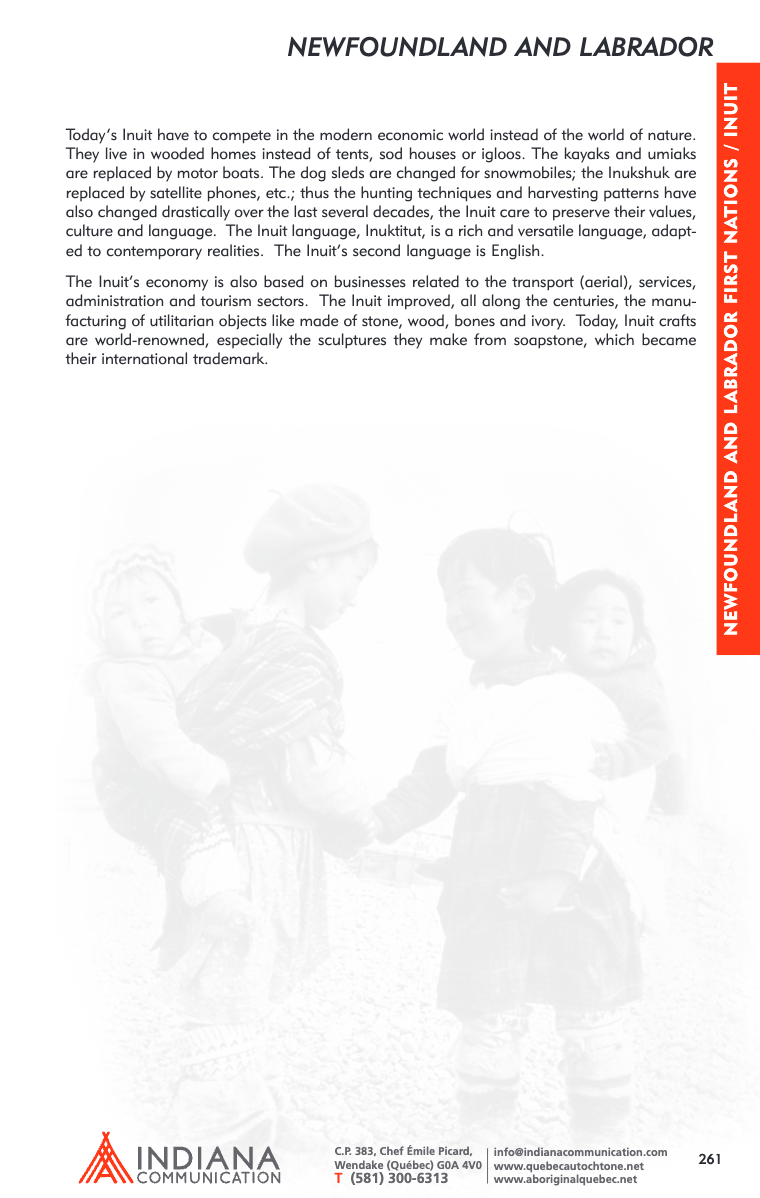 NEWFOUNDLAND AND LABRADOR
Today's Inuit have to compete in the modern economic world instead of the world of nature.
They live in wooded homes instead of tents, sod houses or igloos. The kayaks and umiaks
are replaced by motor boats. The dog sleds are changed for snowmobiles; the Inukshuk are
replaced by satellite phones, etc.; thus the hunting techniques and harvesting patterns have
also changed drastically over the last several decades, the Inuit care to preserve their values,
culture and language.  The Inuit language, Inuktitut, is a rich and versatile language, adapt-
ed to contemporary realities.  The Inuit's second language is English.
The Inuit's economy is also based on businesses related to the transport (aerial), services,
administration and tourism sectors.  The Inuit improved, all along the centuries, the manu-
facturing of utilitarian objects like made of stone, wood, bones and ivory.  Today, Inuit crafts
are world-renowned, especially the sculptures they make from soapstone, which became
their international trademark.
NEWFOUNDLAND AND LABRADOR FIRST NATIONS / INUIT
INDIANA
COMMUNICATION
C.P. 383, Chef Émile Picard,
Wendake (Québec) G0A 4V0
T (581) 300-6313
info@indianacommunication.com
www.quebecautochtone.net
www.aboriginalquebec.net
261